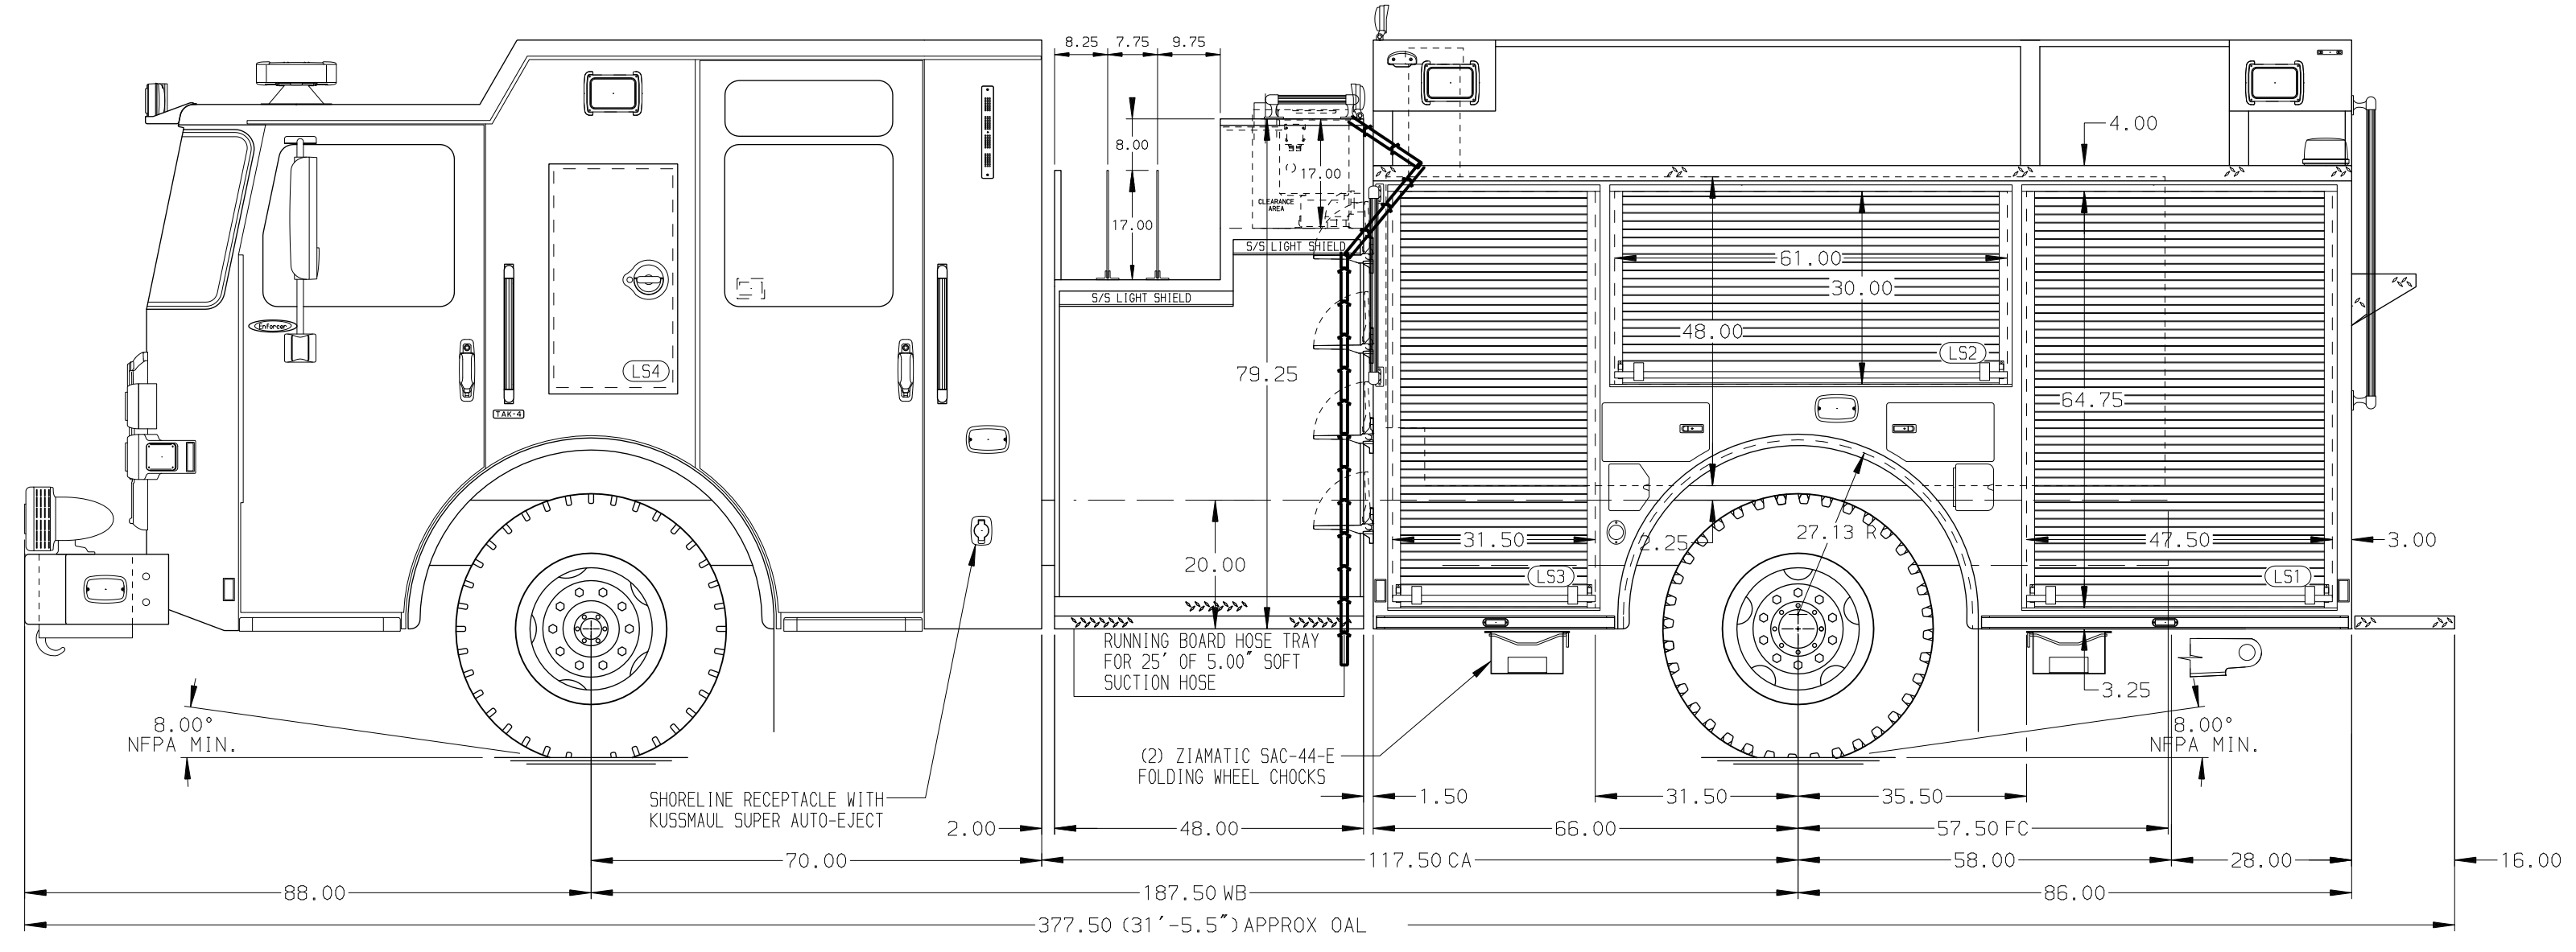 8.25
7.75
9.75
8.00
17.00
17.00
CLEARANCE
AREA
4.00
S/S LIGHT SHIELD
S/S LIGHT SHIELD
61.00
30.00
Enforcer
48.00
LS2
LS4
79.25
64.75
TAK-4
27.13 R
31.50
2.25
47.50
3.00
20.00
LS3
LS1
RUNNING BOARD HOSE TRAY
FOR 25' OF 5.00" SOFT
SUCTION HOSE
3.25
8.00°
NFPA MIN.
8.00°
NFPA MIN.
(2) ZIAMATIC SAC-44-E
FOLDING WHEEL CHOCKS
SHORELINE RECEPTACLE WITH
KUSSMAUL SUPER AUTO-EJECT
1.50
31.50
35.50
2.00
48.00
66.00
57.50 FC
70.00
117.50 CA
58.00
28.00
16.00
88.00
187.50 WB
86.00
377.50 (31'-5.5") APPROX OAL